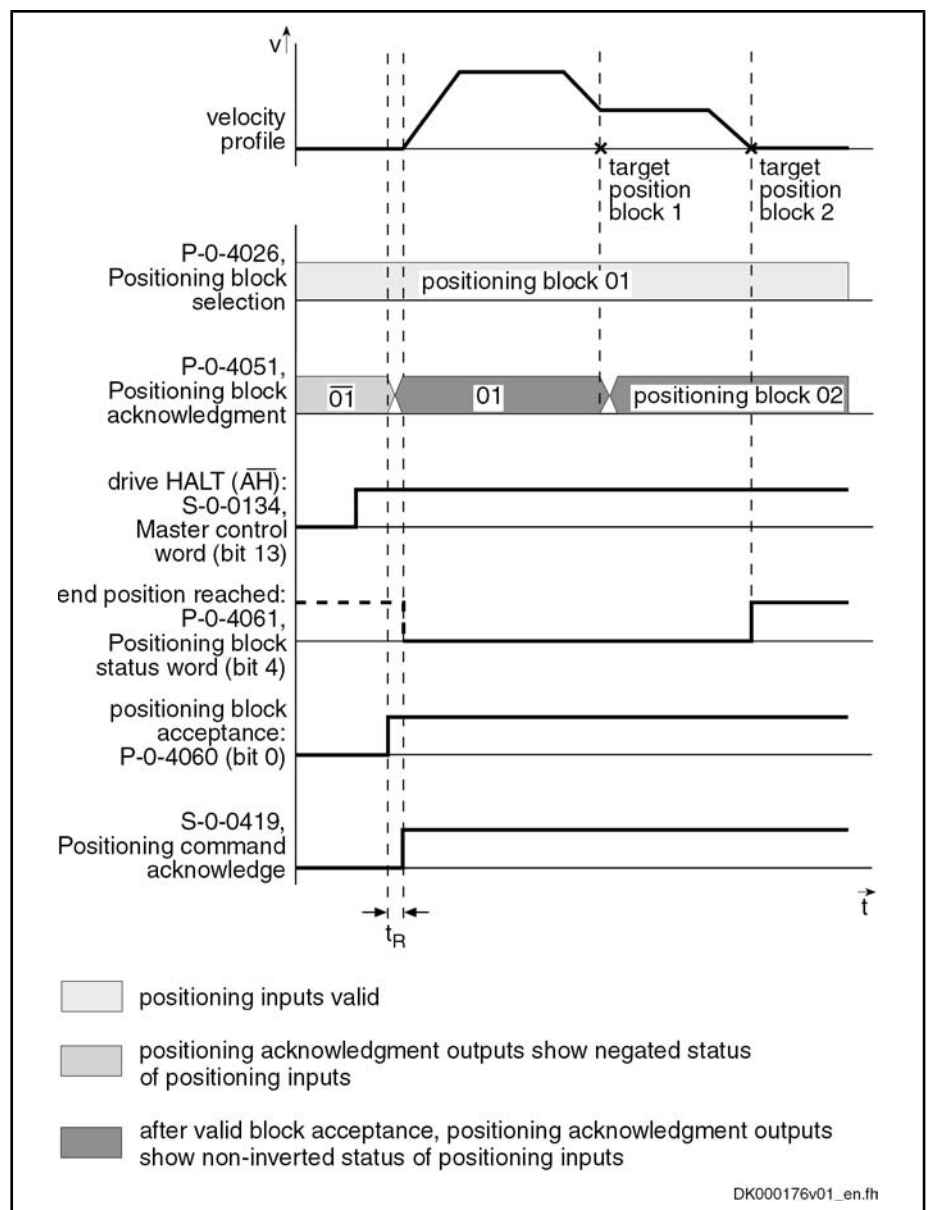 v
velocity
profile
target
position
block 1
target
position
block 2
P-0-4026,
Positioning block
selection
positioning block 01
P-0-4051,
Positioning block
acknowledgment
0̅1̅
01
positioning block 02
drive HALT (A̅H̅):
S-0-0134,
Master control
word (bit 13)
end position reached:
P-0-4061,
Positioning block
status word (bit 4)
positioning block
acceptance:
P-0-4060 (bit 0)
S-0-0419,
Positioning command
acknowledge
t
tR
positioning inputs valid
positioning acknowledgment outputs show negated status
of positioning inputs
after valid block acceptance, positioning acknowledgment outputs
show non-inverted status of positioning inputs
DK000176v01_en.fh